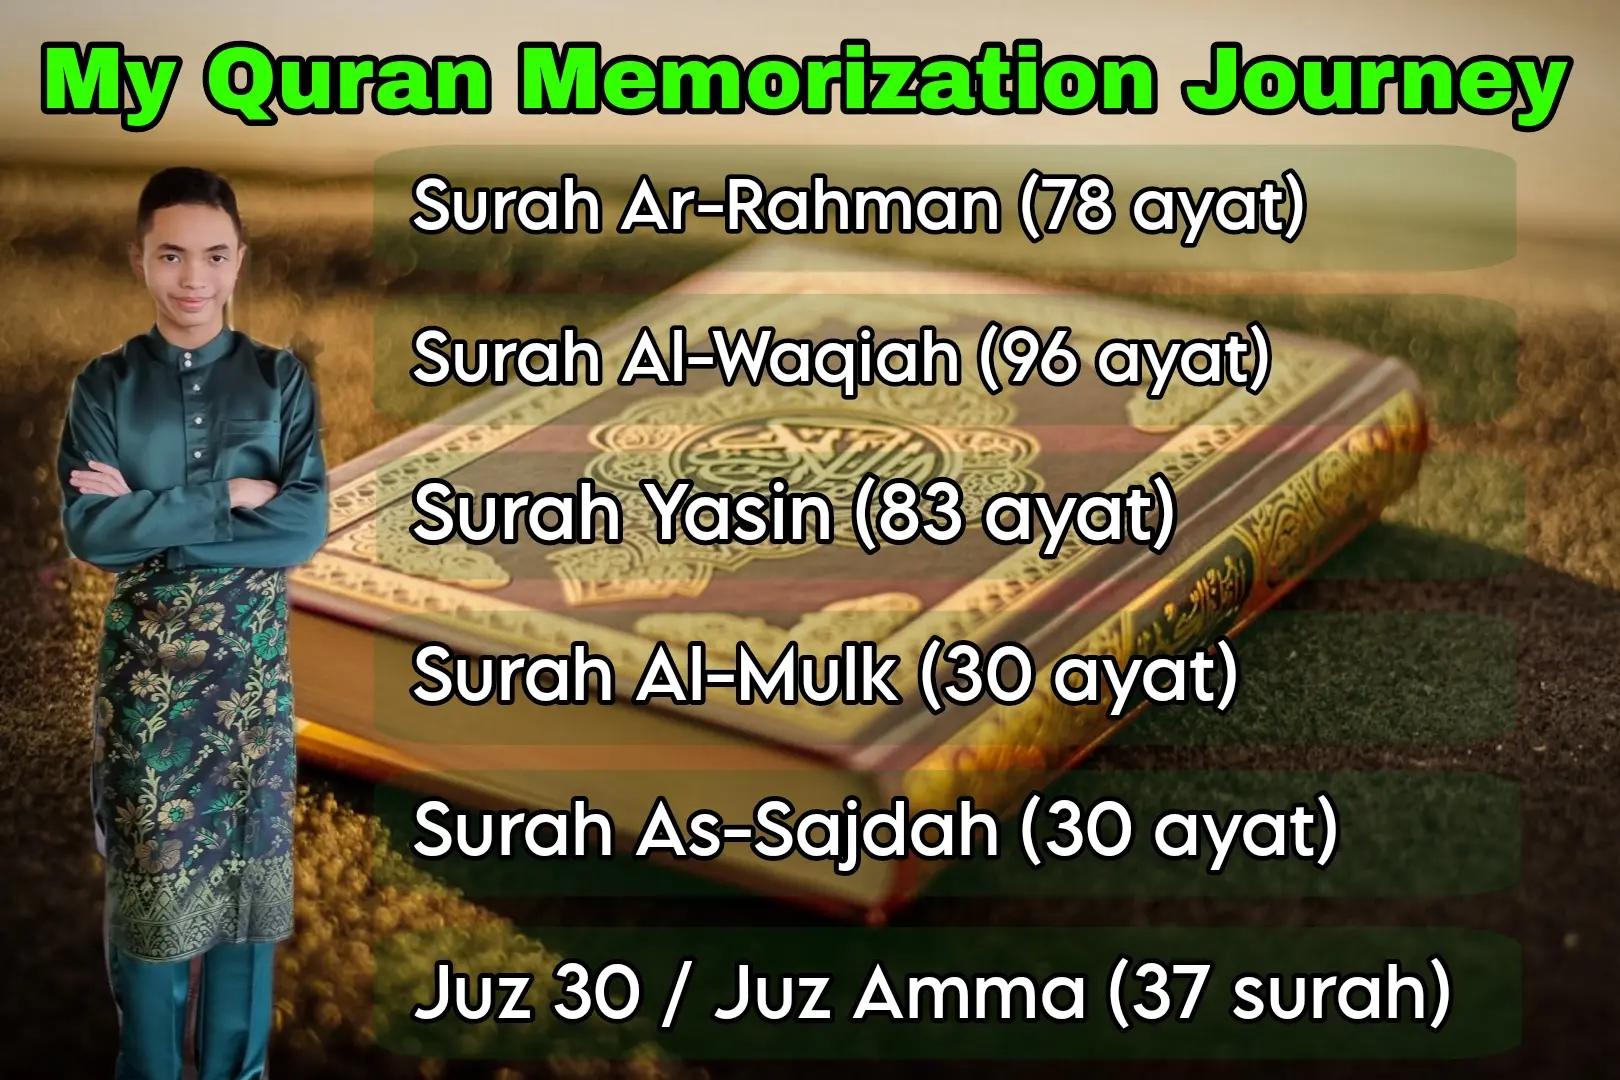 My Quran Memorization Journey
Surah Ar-Rahman (78 ayat)
Surah Al-Waqiah (96 ayat)
Surah Yasin (83 ayat)
Surah Al-Mulk (30 ayat)
Surah As-Sajdah (30 ayat)
Juz 30 / Juz Amma (37 surah)